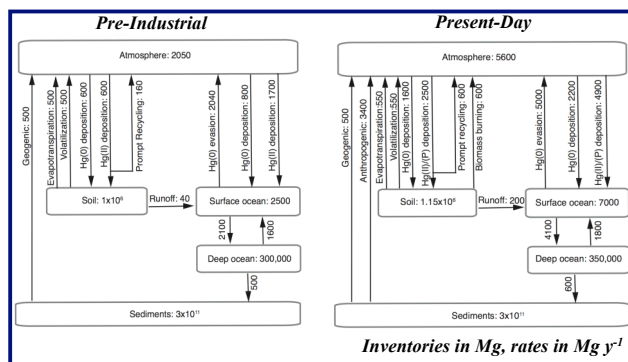 Pre-Industrial
Atmosphere: 2050
Geogenic: 500
Evapotranspiration: 500
Volatilization: 500
Hg(0) deposition: 600
Hg(II) deposition: 600
Prompt Recycling: 160
Hg(0) evasion: 2040
Hg(0) deposition: 800
Hg(II) deposition: 1700
Soil: 1x10⁶
Runoff: 40
Surface ocean: 2500
2100
1600
Deep ocean: 300,000
500
Sediments: 3x10¹¹
Present-Day
Atmosphere: 5600
Geogenic: 500
Anthropogenic: 3400
Evapotranspiration: 550
Volatilization: 550
Hg(0) deposition: 1600
Hg(II)/(P) deposition: 2500
Prompt recycling: 600
Biomass burning: 600
Hg(0) evasion: 5000
Hg(0) deposition: 2200
Hg(II)/(P) deposition: 4900
Soil: 1.15x10⁶
Runoff: 200
Surface ocean: 7000
4100
1800
Deep ocean: 350,000
600
Sediments: 3x10¹¹
Inventories in Mg, rates in Mg y⁻¹